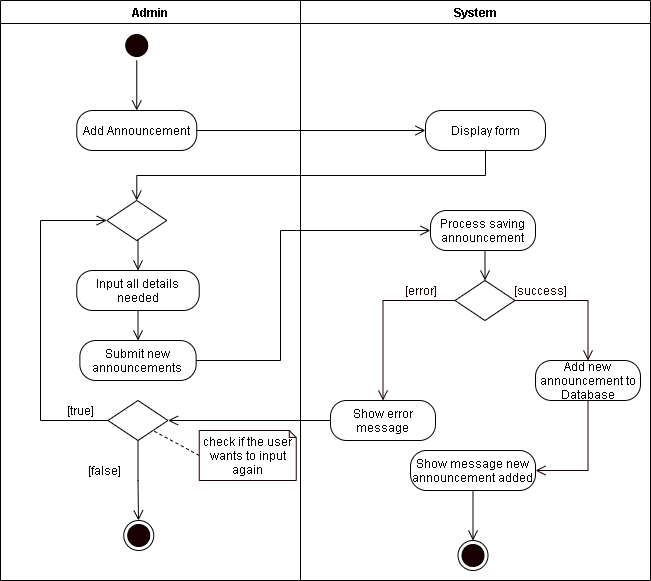 Admin
System
Add Announcement
Display form
Process saving
announcement
Input all details
needed
[error]
[success]
Submit new
announcements
Add new
announcement to
Database
[true]
Show error
message
check if the user
wants to input
again
[false]
Show message new
announcement added